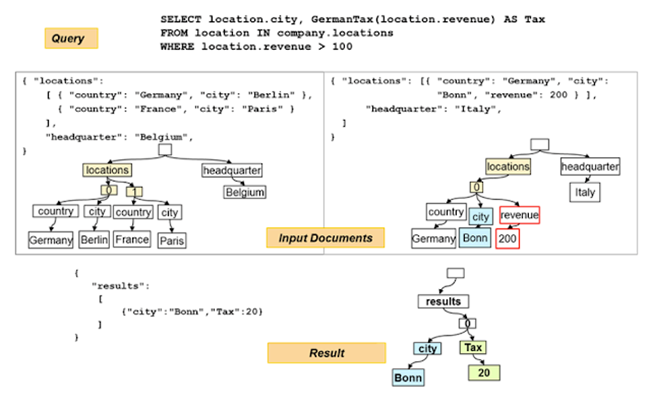 Query
SELECT location.city, GermanTax(location.revenue) AS Tax
FROM location IN company.locations
WHERE location.revenue > 100
{ "locations":
[ { "country": "Germany", "city": "Berlin" },
{ "country": "France", "city": "Paris" }
],
"headquarter": "Belgium",
}
locations headquarter
0 1 Belgium
country city country city
Germany Berlin France Paris
{ "locations": [{ "country": "Germany", "city":
"Bonn", "revenue": 200 } ],
"headquarter": "Italy",
]
}
locations headquarter
0 Italy
country city revenue
Germany Bonn 200
Input Documents
{
"results":
[
{"city":"Bonn","Tax":20}
]
}
results
0
city Tax
Bonn 20
Result